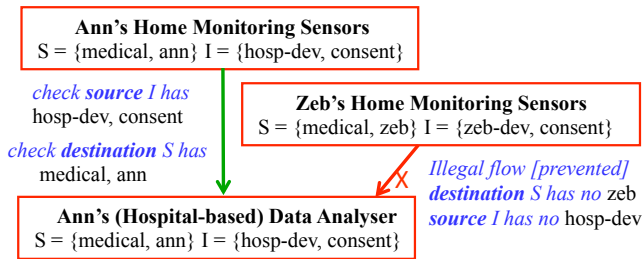 Ann's Home Monitoring Sensors
S = {medical, ann} I = {hosp-dev, consent}
check source I has
hosp-dev, consent
check destination S has
medical, ann
Zeb's Home Monitoring Sensors
S = {medical, zeb} I = {zeb-dev, consent}
X
Illegal flow [prevented]
destination S has no zeb
source I has no hosp-dev
Ann's (Hospital-based) Data Analyser
S = {medical, ann} I = {hosp-dev, consent}